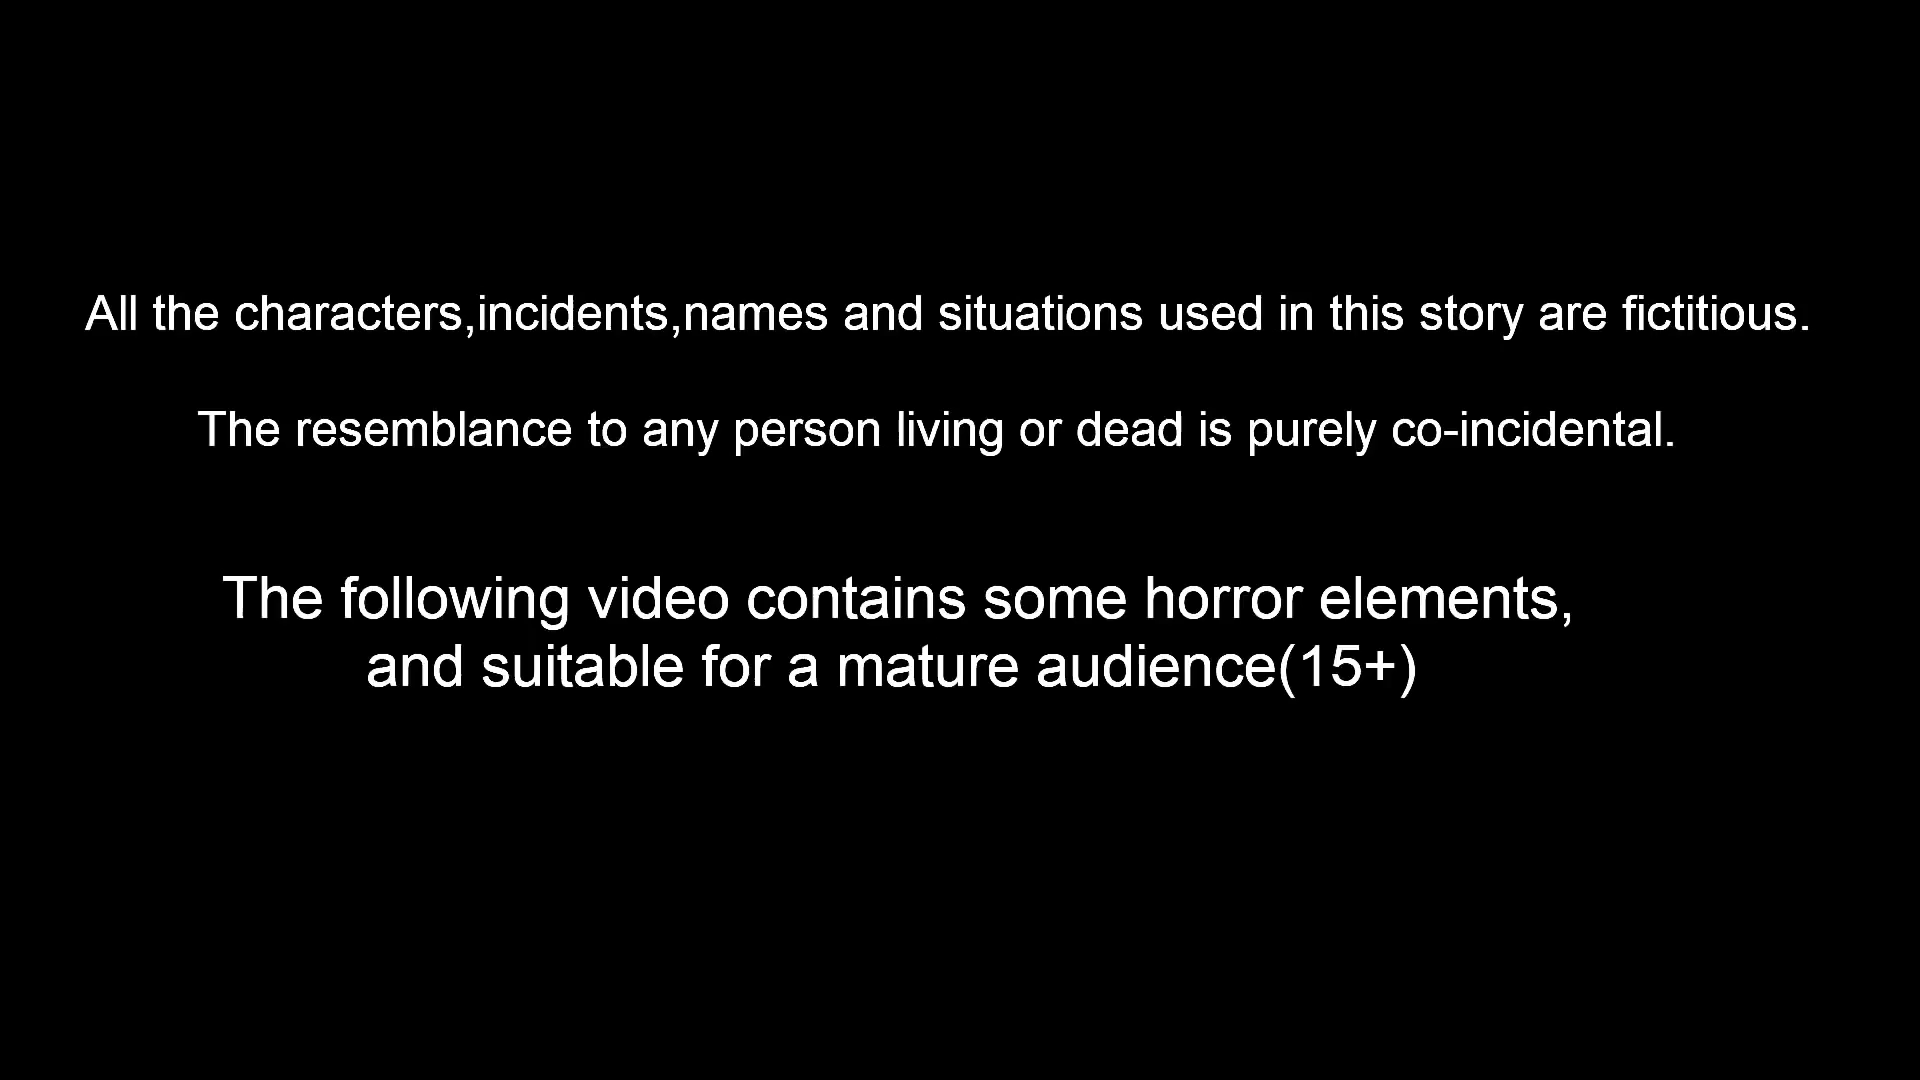 All the characters,incidents,names and situations used in this story are fictitious.
The resemblance to any person living or dead is purely co-incidental.
The following video contains some horror elements,
and suitable for a mature audience(15+)